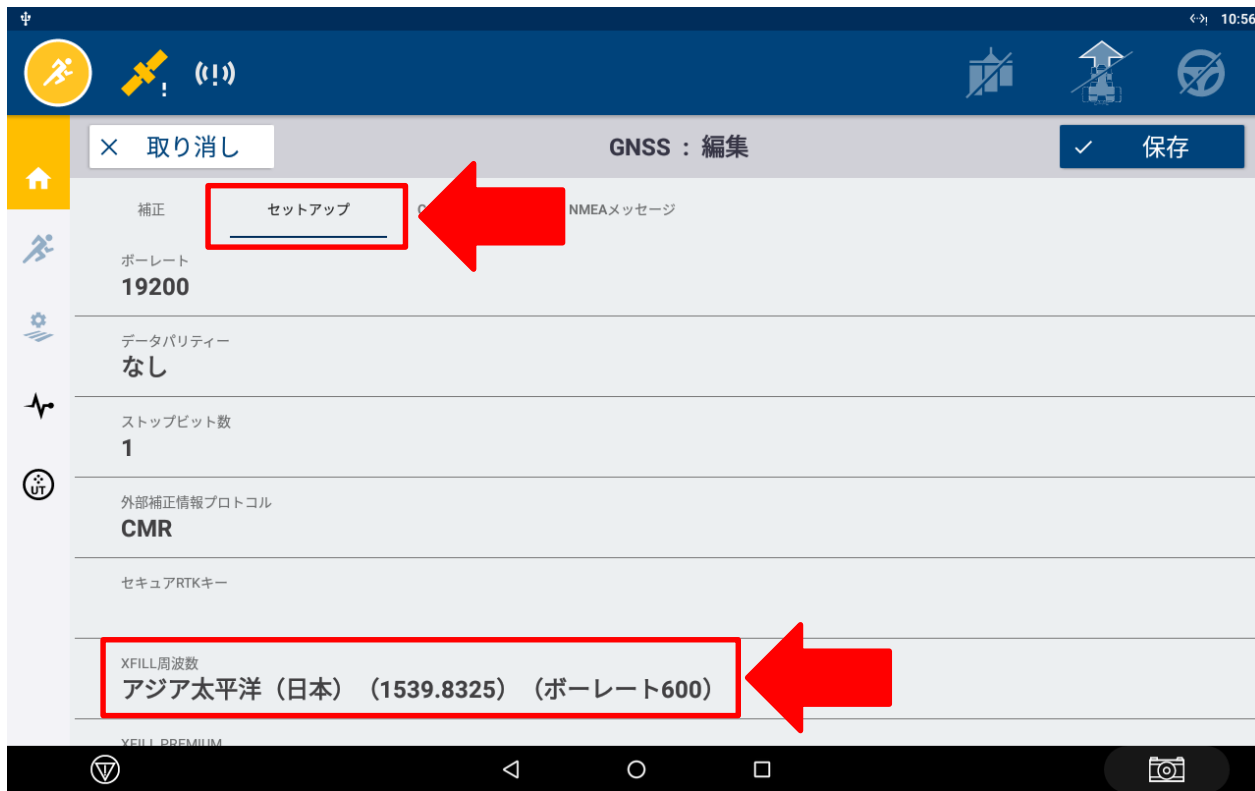 10:56
取り消し
GNSS : 編集
保存
補正
セットアップ
NMEAメッセージ
ボーレート
19200
データパリティー
なし
ストップビット数
1
外部補正情報プロトコル
CMR
UT
セキュアRTKキー
XFILL周波数
アジア太平洋（日本）（1539.8325）（ボーレート600）
XFILL PREMIUM